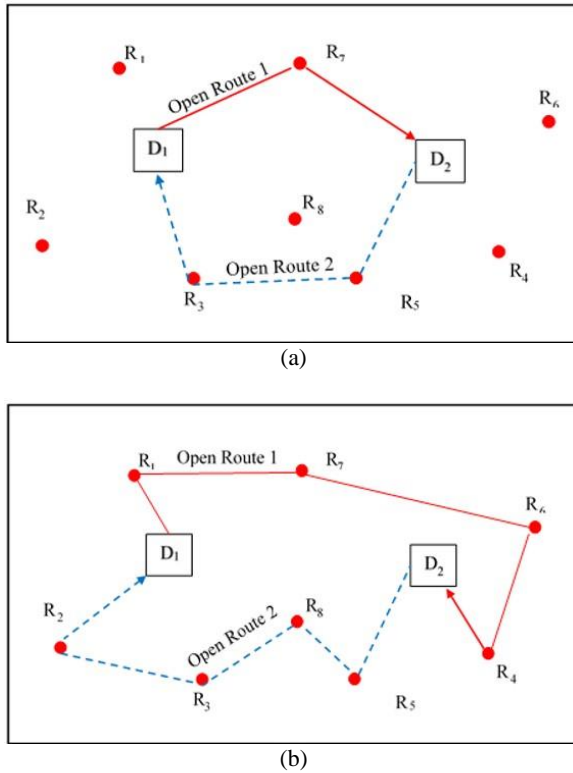 R₁
R₇
Open Route 1
R₆
D₁
D₂
R₂
R₈
R₄
Open Route 2
R₃
R₅
(a)
R₁
Open Route 1
R₇
R₆
D₁
D₂
R₂
R₈
Open Route 2
R₄
R₃
R₅
(b)